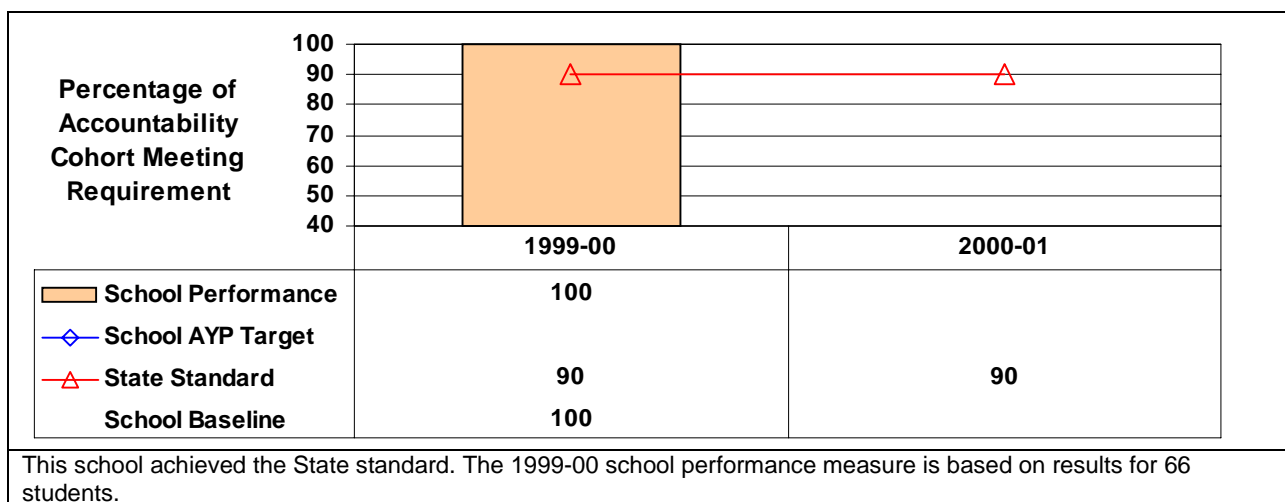 Percentage of
Accountability
Cohort Meeting
Requirement
100
90
80
70
60
50
40
1999-00 2000-01
School Performance 100
School AYP Target
State Standard 90 90
School Baseline 100
This school achieved the State standard. The 1999-00 school performance measure is based on results for 66
students.